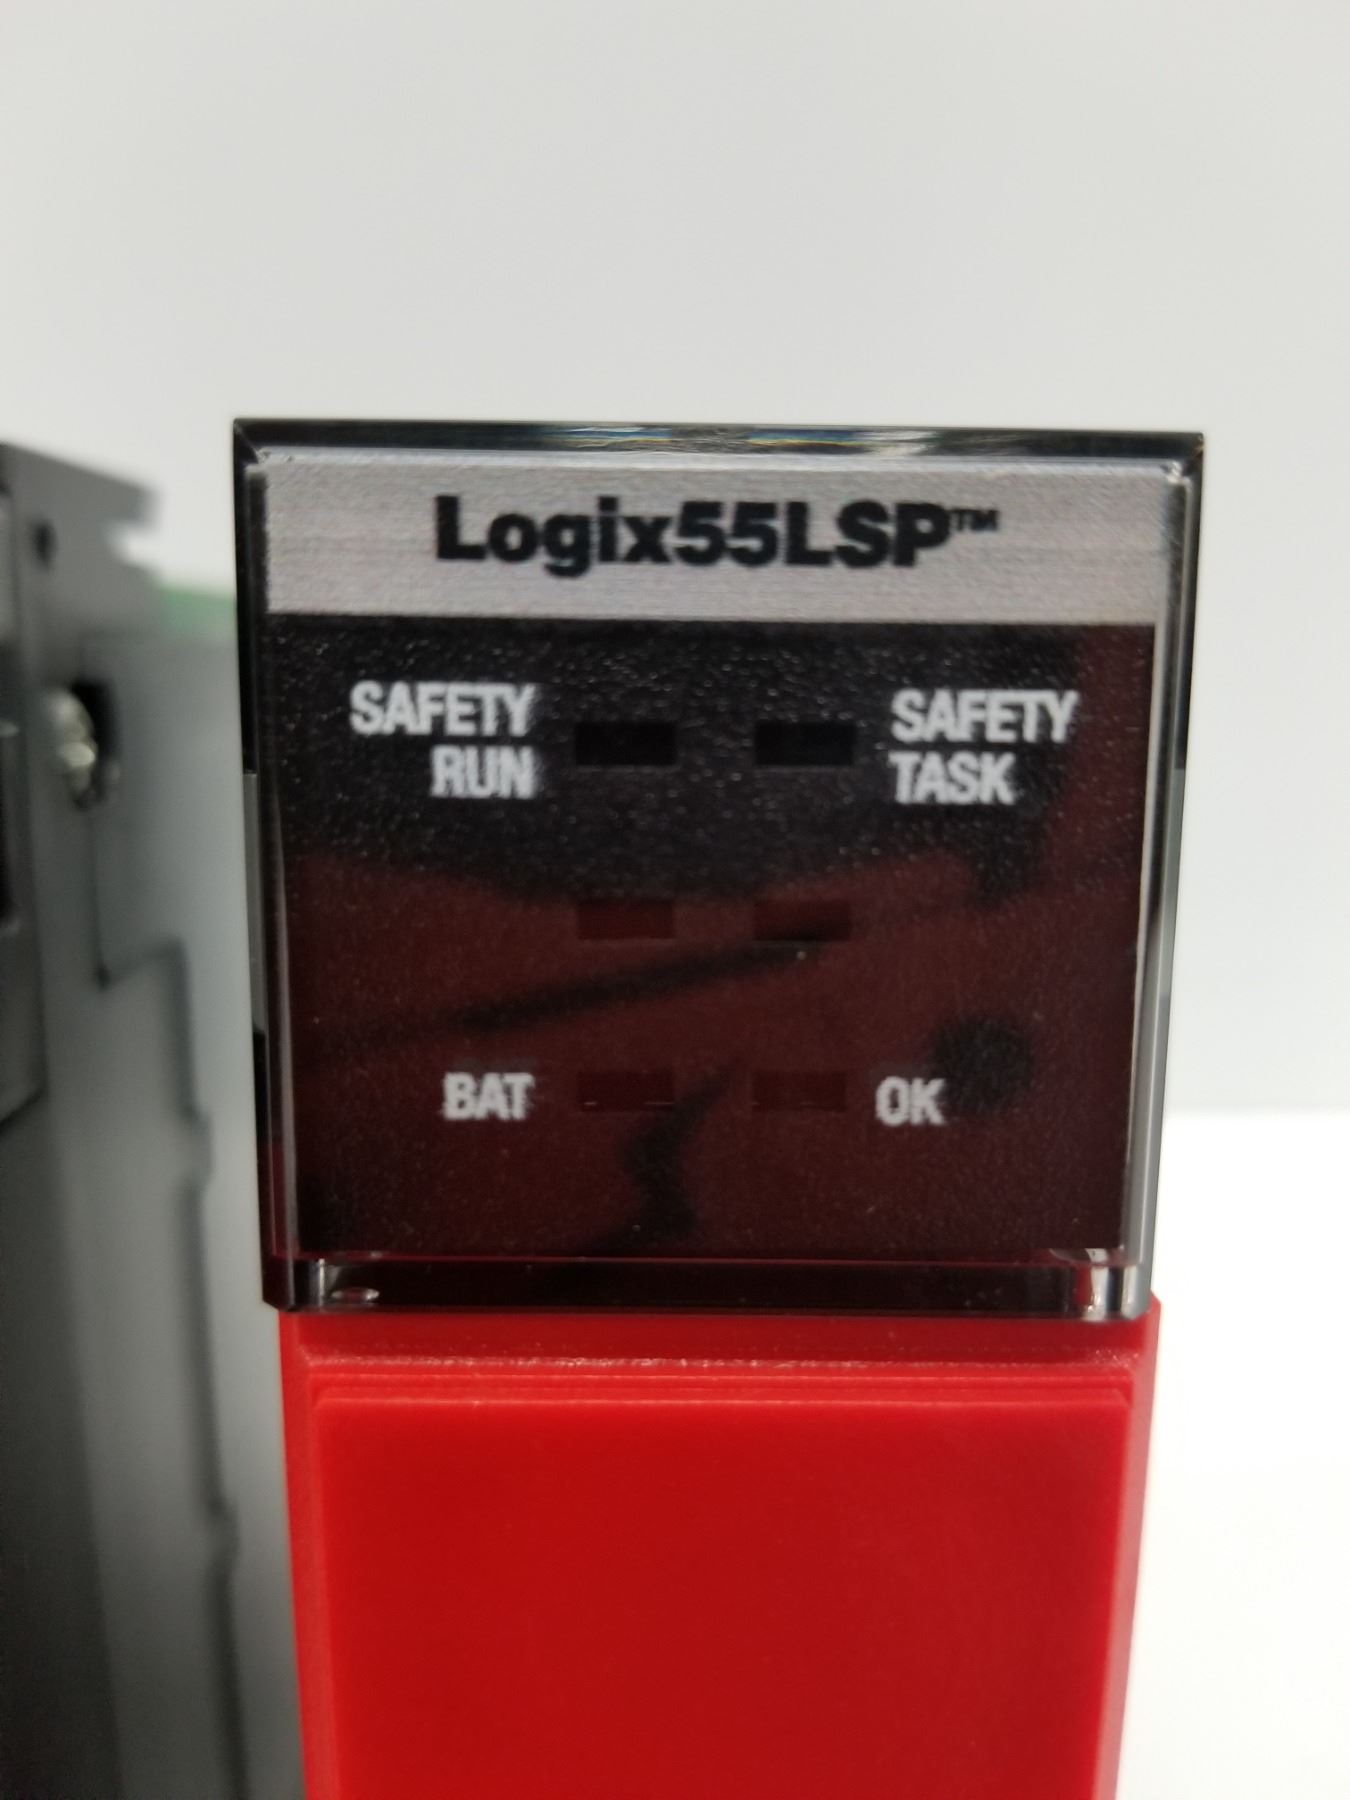 Logix55LSP™
SAFETY RUN
SAFETY TASK
BAT
OK